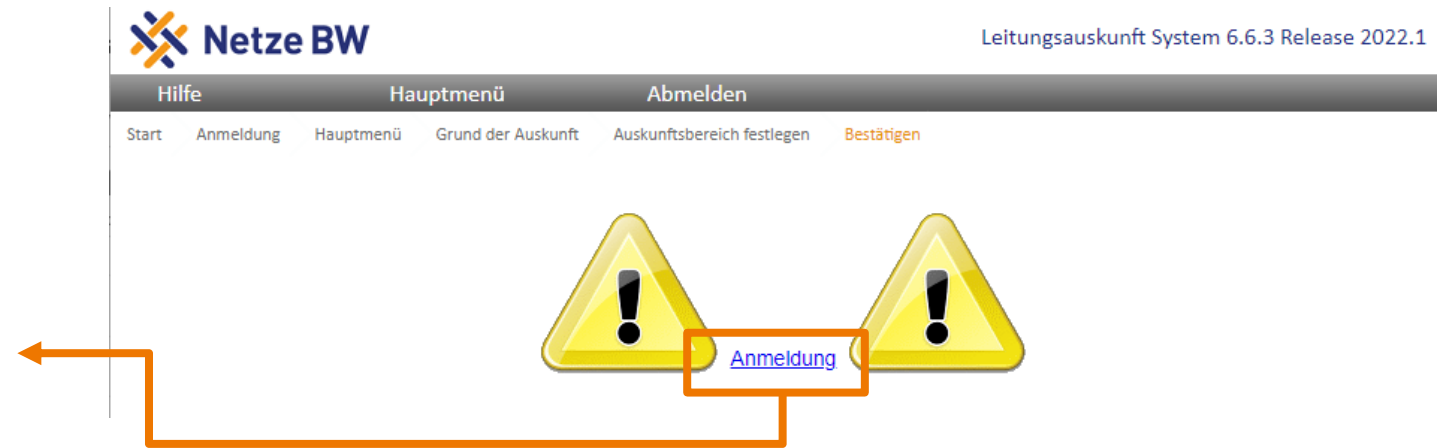 Netze BW
Leitungsauskunft System 6.6.3 Release 2022.1
Hilfe Hauptmenü Abmelden
Start Anmeldung Hauptmenü Grund der Auskunft Auskunftsbereich festlegen Bestätigen
Anmeldung